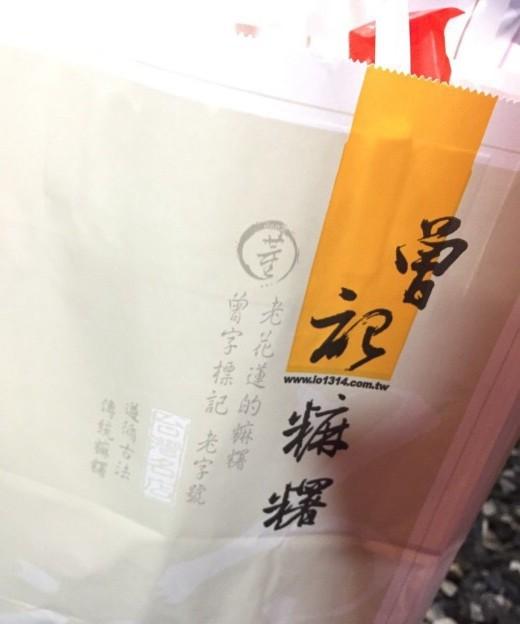 曾記
www.io1314.com.tw
麻糬
老花蓮的麻糬
曾字標記 老字號
台灣名店
遵循古法
傳統麻糬